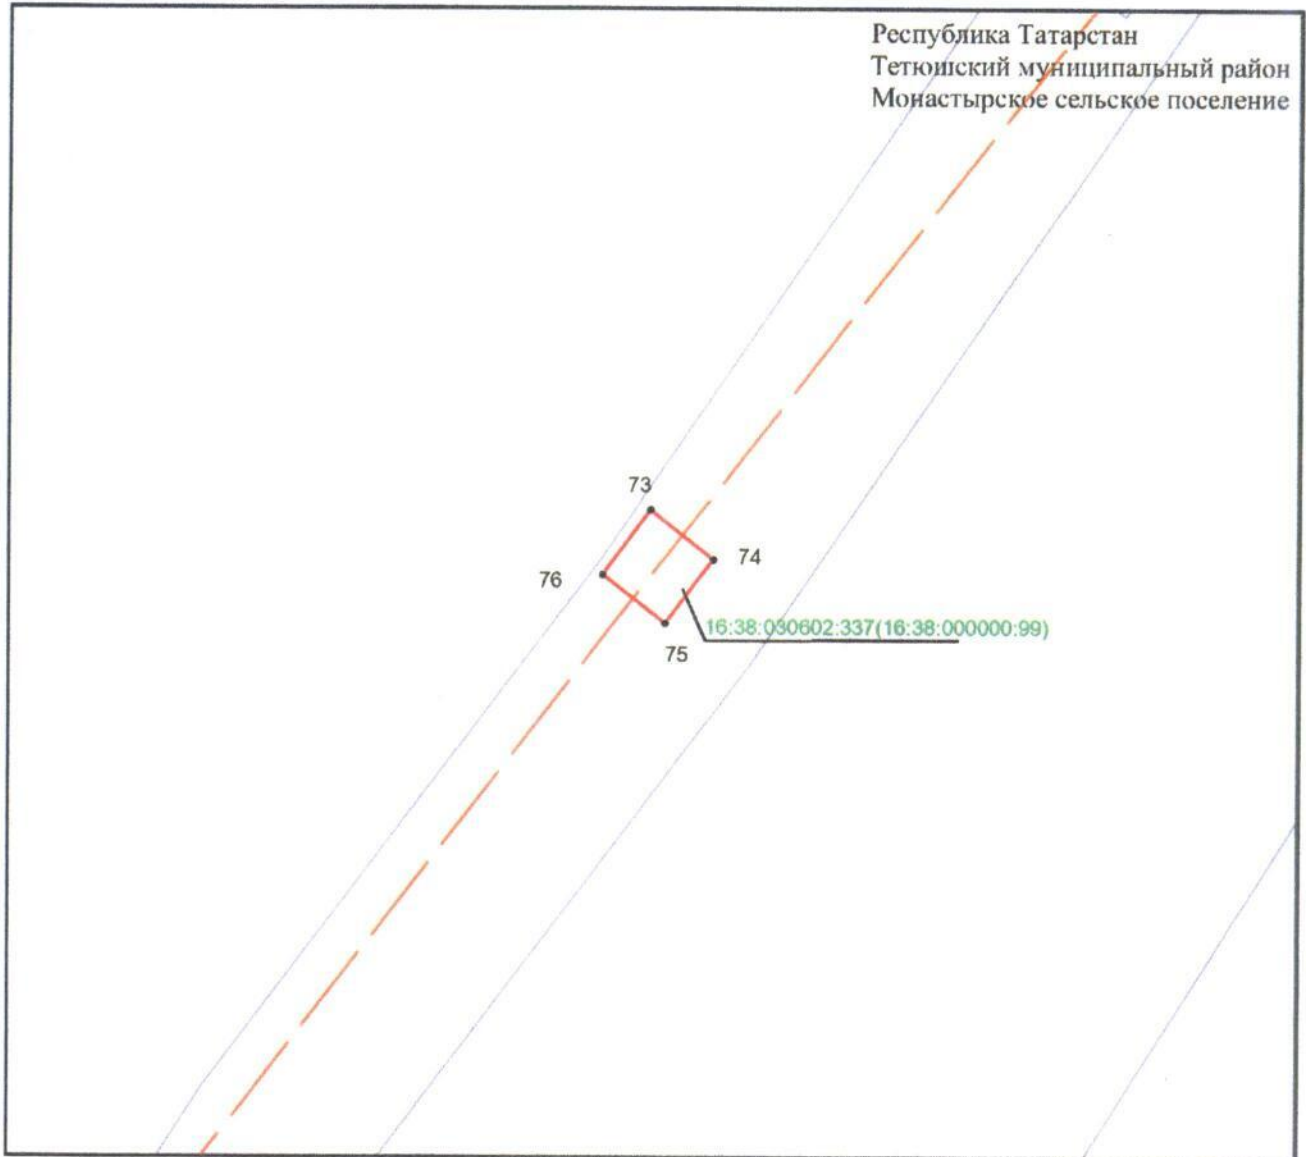 Республика Татарстан
Тетюшский муниципальный район
Монастырское сельское поселение
73
74
76
16:38:030602:337(16:38:000000:99)
75